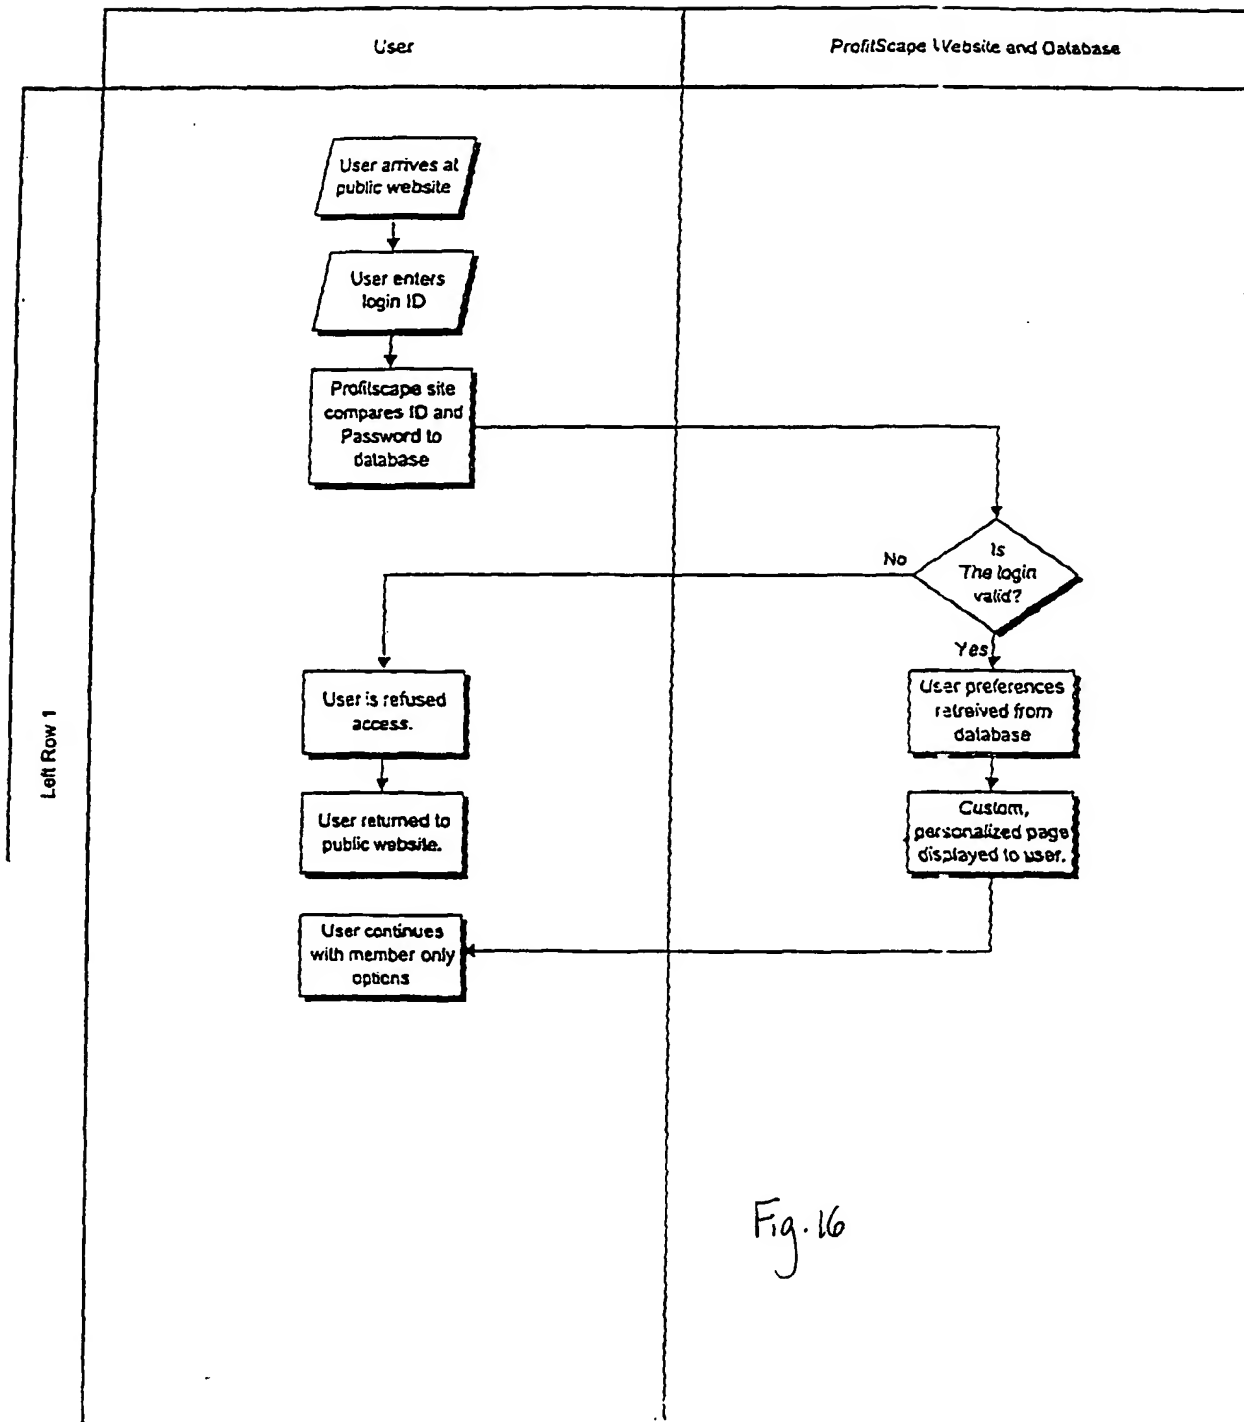 User
ProfitScape Website and Database
User arrives at
public website
User enters
login ID
Profitscape site
compares ID and
Password to
database
Is
The login
valid?
No
Yes
User is refused
access.
User preferences
retreived from
database
Left Row 1
User returned to
public website.
Custom,
personalized page
displayed to user.
User continues
with member only
options
Fig. 16